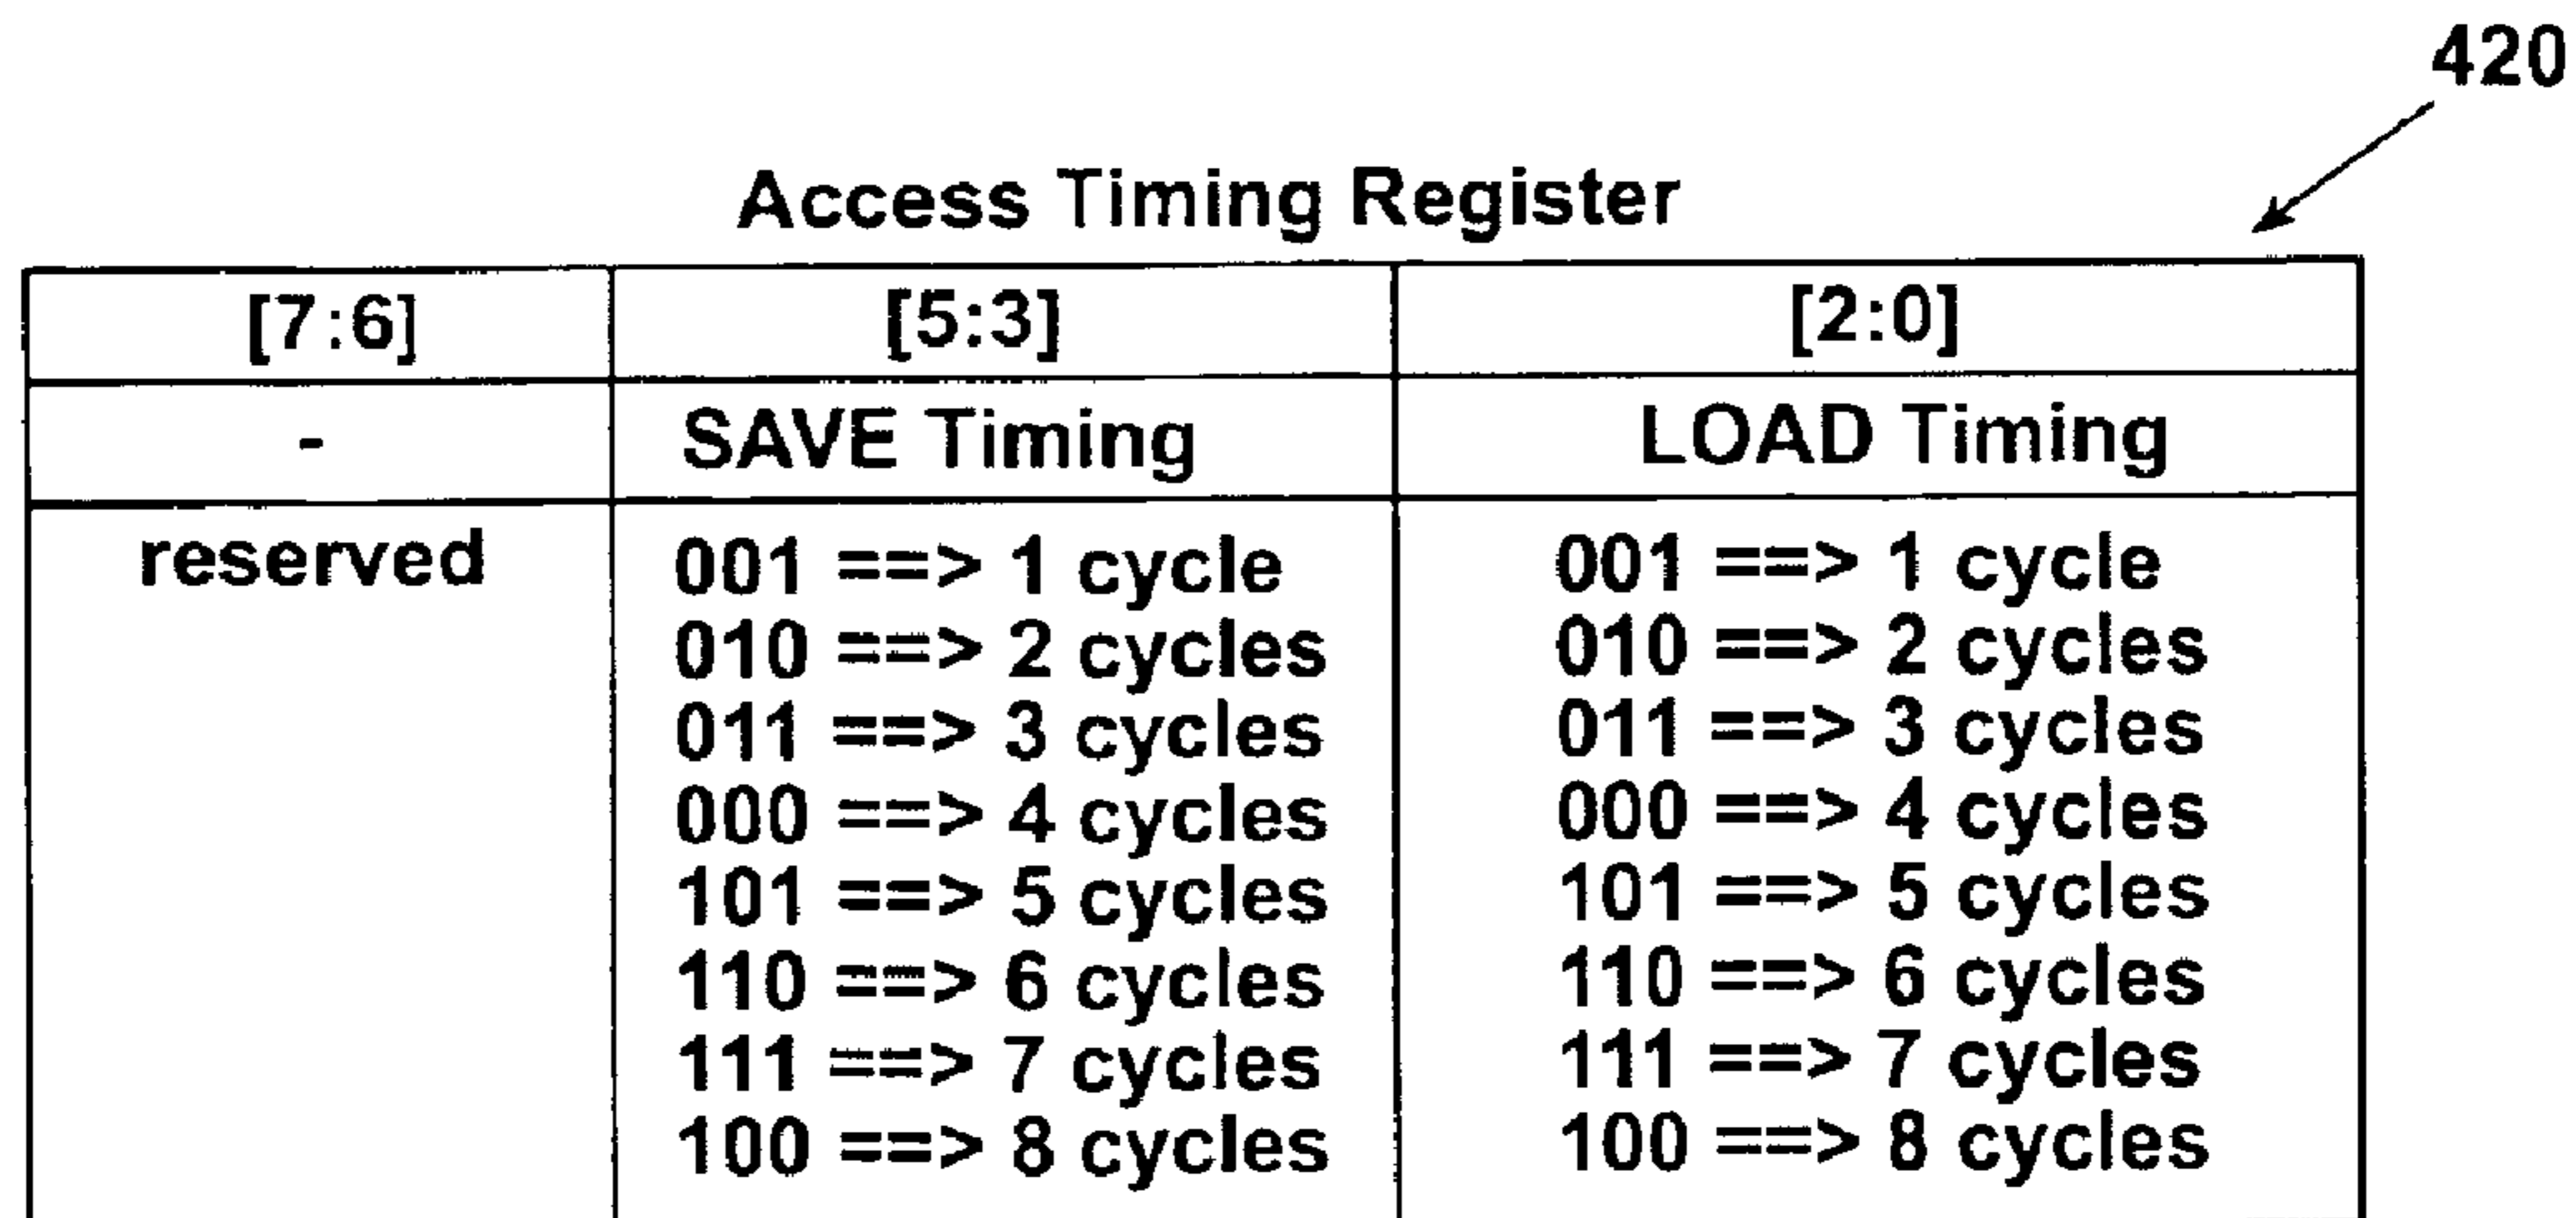 420
Access Timing Register
[7:6] [5:3] [2:0]
- SAVE Timing LOAD Timing
reserved 001 ==> 1 cycle 001 ==> 1 cycle
010 ==> 2 cycles 010 ==> 2 cycles
011 ==> 3 cycles 011 ==> 3 cycles
000 ==> 4 cycles 000 ==> 4 cycles
101 ==> 5 cycles 101 ==> 5 cycles
110 ==> 6 cycles 110 ==> 6 cycles
111 ==> 7 cycles 111 ==> 7 cycles
100 ==> 8 cycles 100 ==> 8 cycles